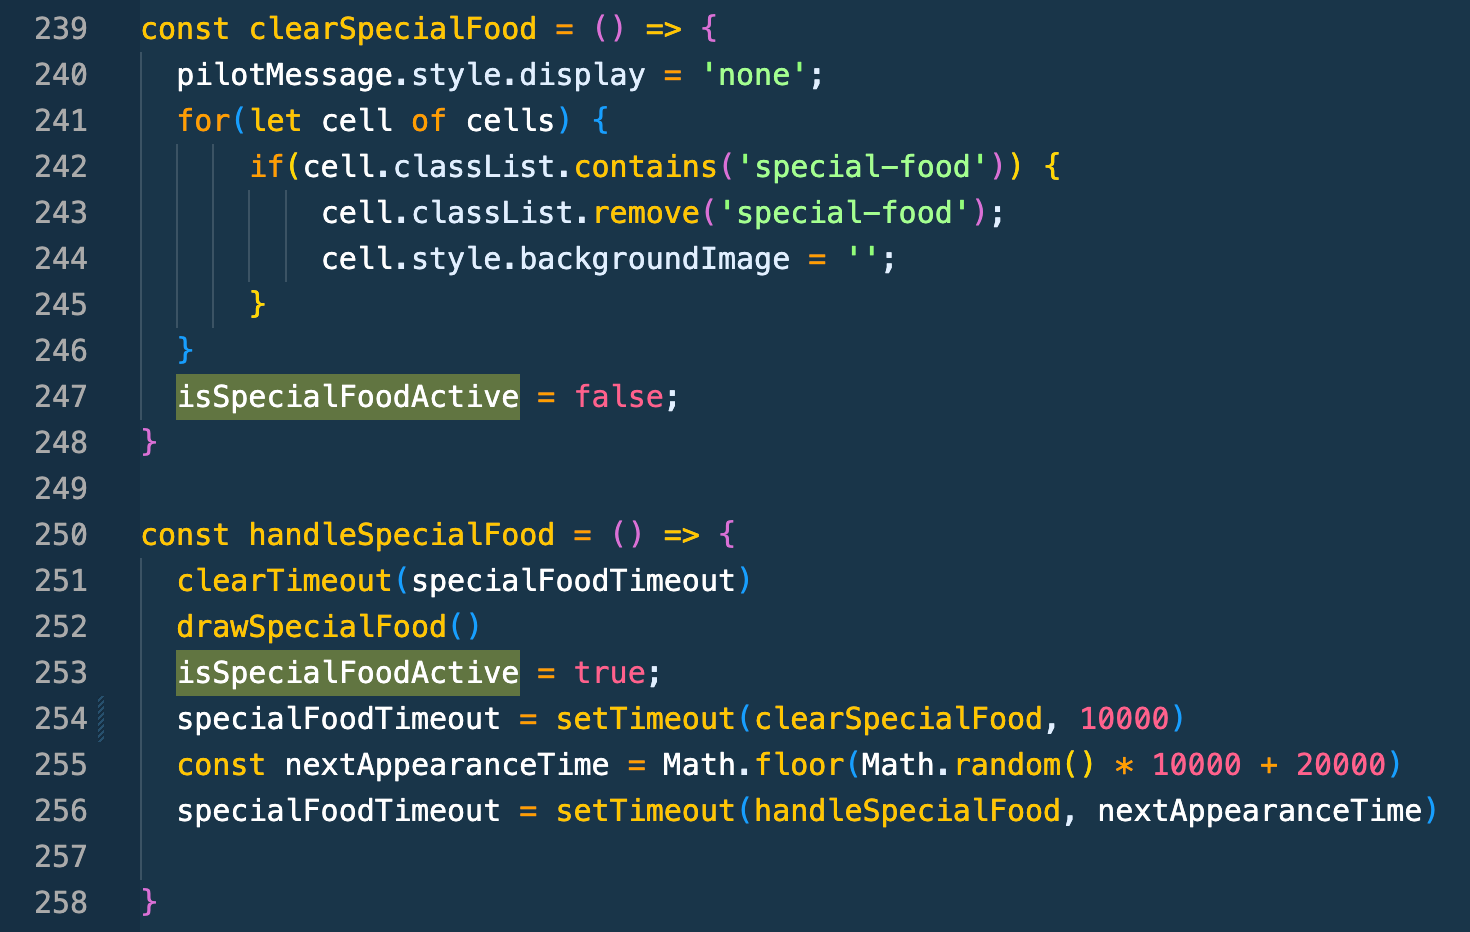 239 const clearSpecialFood = () => {
240 pilotMessage.style.display = 'none';
241 for(let cell of cells) {
242 if(cell.classList.contains('special-food')) {
243 cell.classList.remove('special-food');
244 cell.style.backgroundImage = '';
245 }
246 }
247 isSpecialFoodActive = false;
248 }
249
250 const handleSpecialFood = () => {
251 clearTimeout(specialFoodTimeout)
252 drawSpecialFood()
253 isSpecialFoodActive = true;
254 specialFoodTimeout = setTimeout(clearSpecialFood, 10000)
255 const nextAppearanceTime = Math.floor(Math.random() * 10000 + 20000)
256 specialFoodTimeout = setTimeout(handleSpecialFood, nextAppearanceTime)
257
258 }